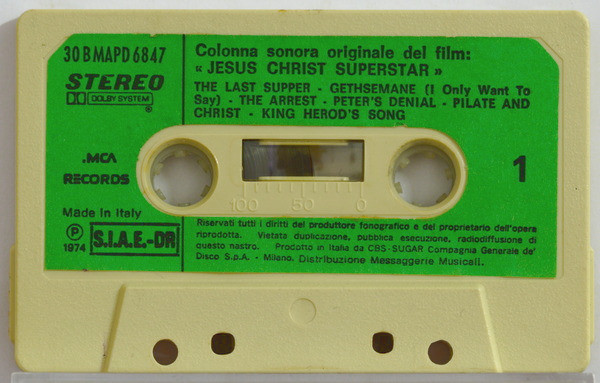 30 B MAPD 6847
STEREO
DOLBY SYSTEM
®
Colonna sonora originale del film:
« JESUS CHRIST SUPERSTAR »
THE LAST SUPPER - GETHSEMANE (I Only Want To
Say) - THE ARREST - PETER'S DENIAL - PILATE AND
CHRIST - KING HEROD'S SONG
.MCA
RECORDS
1
100 50 0
Made in Italy
Ⓟ
1974
S.I.A.E.-DR
Riservati tutti i diritti del produttore fonografico e del proprietario dell'opera
riprodotta. Vietata duplicazione, pubblica esecuzione, radiodiffusione di
questo nastro. Prodotto in Italia da CBS-SUGAR Compagnia Generale de'
Disco S.p.A. - Milano. Distribuzione Messaggerie Musicali.